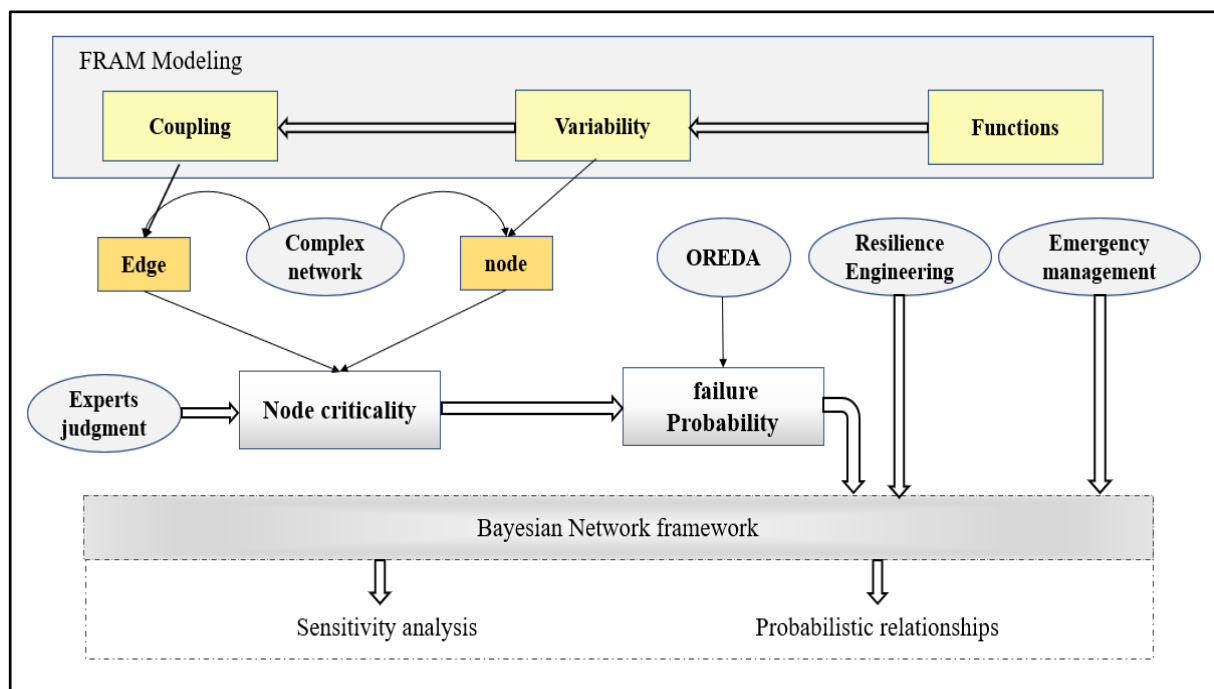 FRAM Modeling
Coupling
Variability
Functions
Edge
Complex
network
node
OREDA
Resilience
Engineering
Emergency
management
Experts
judgment
Node criticality
failure
Probability
Bayesian Network framework
Sensitivity analysis
Probabilistic relationships